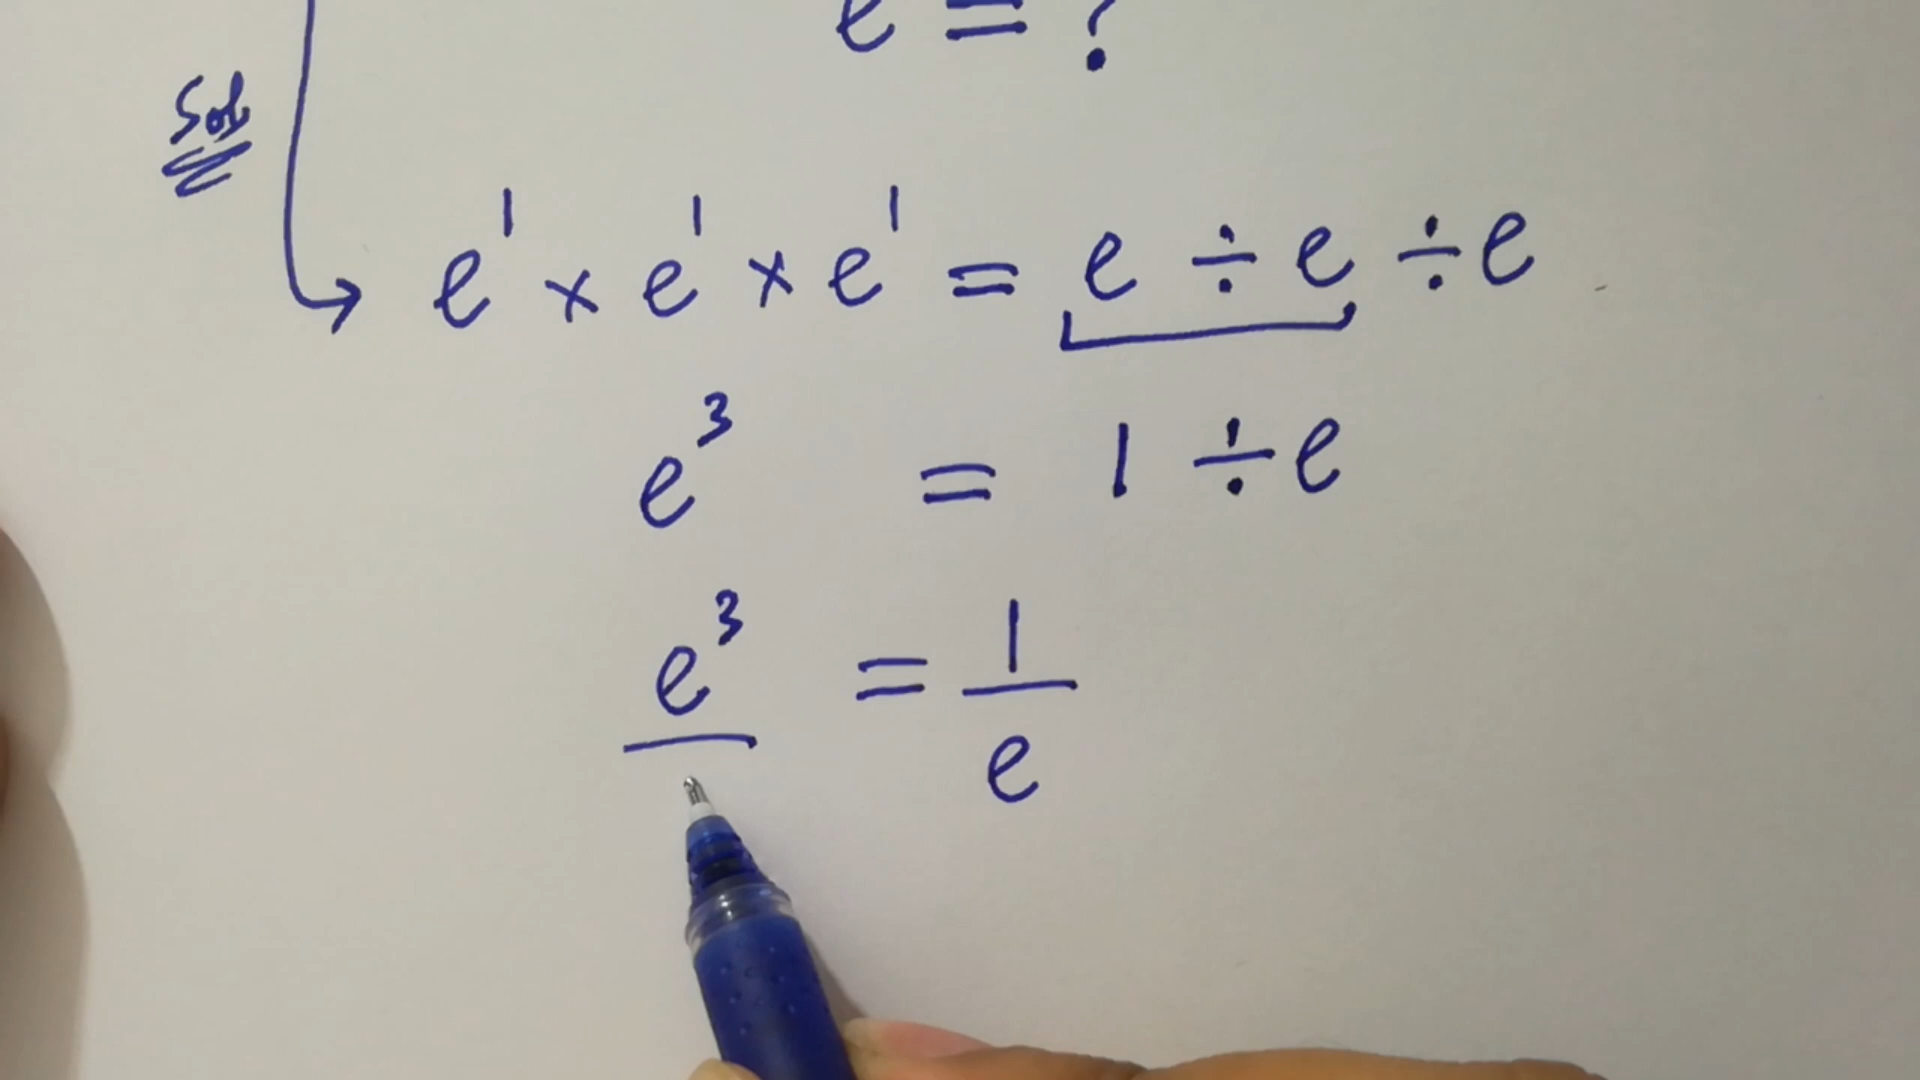 e = ?
Sol
e¹ × e¹ × e¹ = e ÷ e ÷ e
e³ = 1 ÷ e
e³/ = 1/e